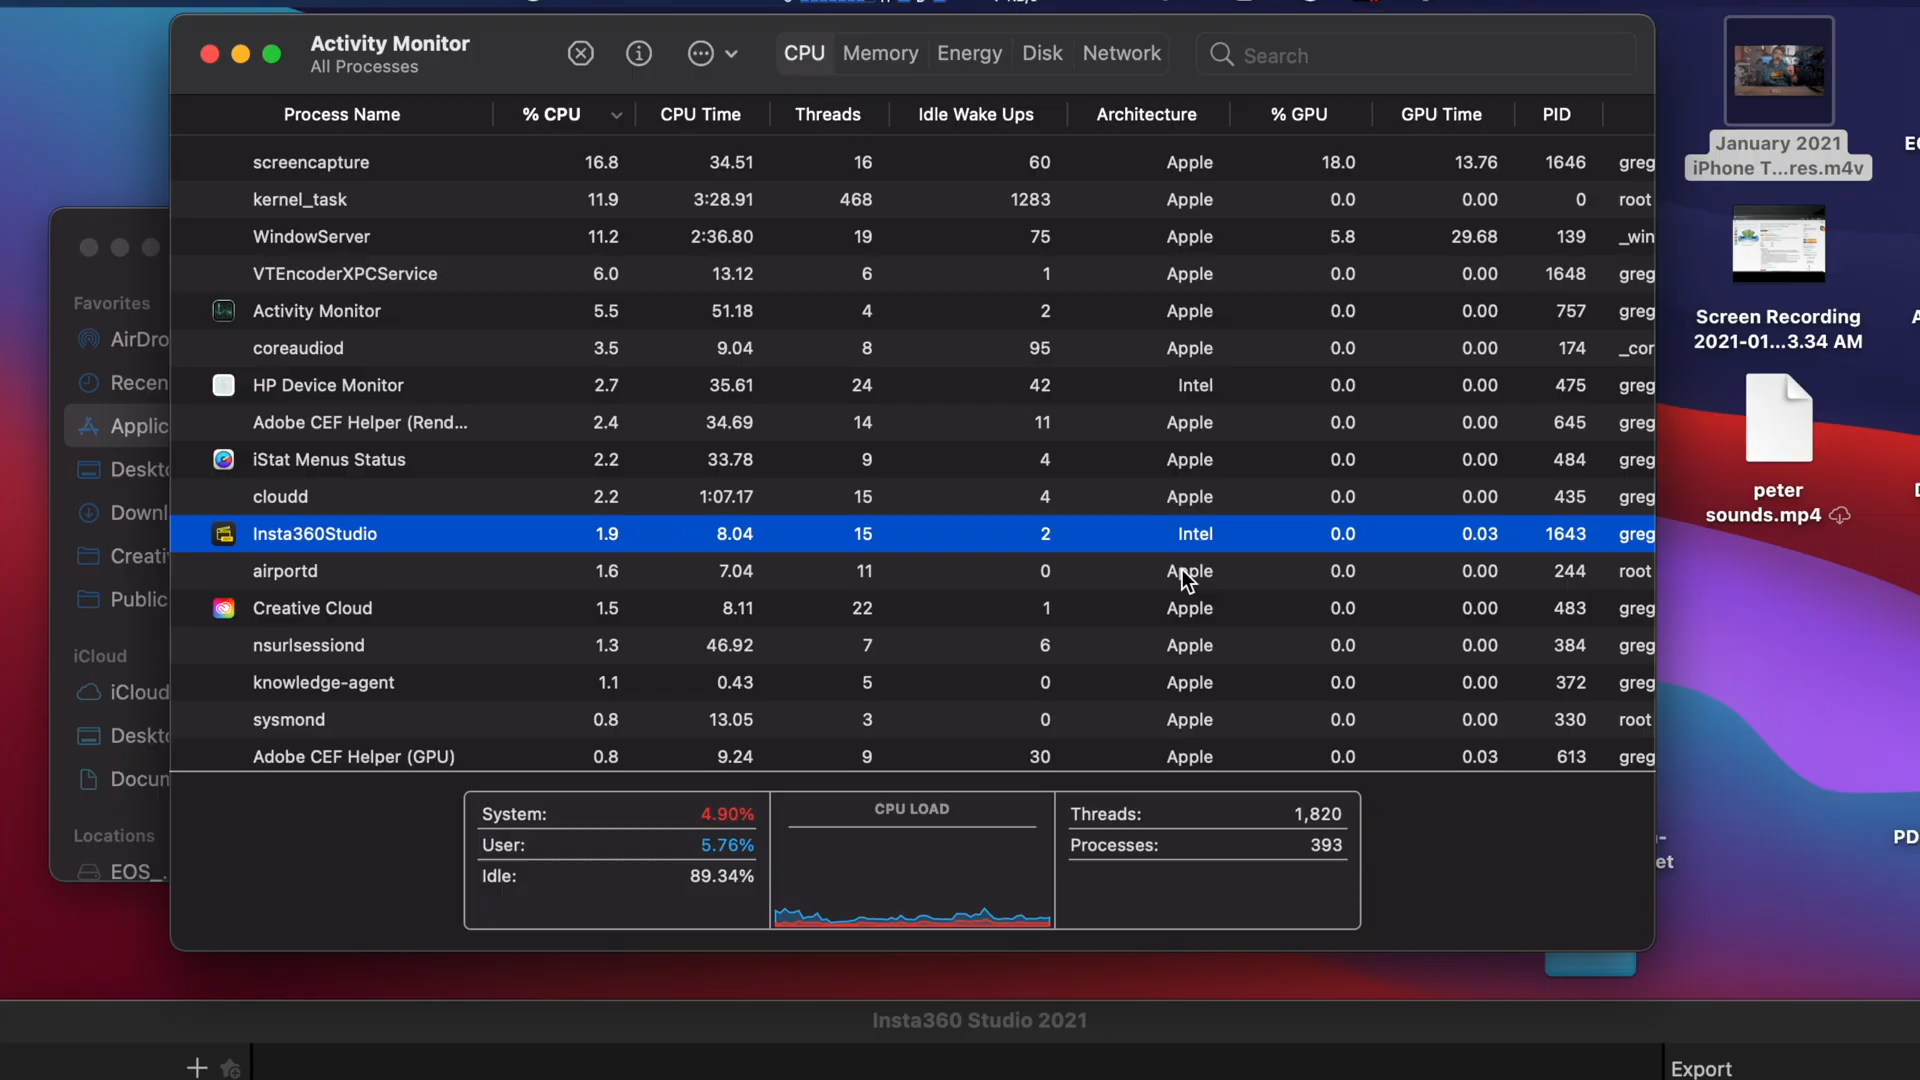 Activity Monitor
All Processes
CPU Memory Energy Disk Network
Search
Process Name % CPU CPU Time Threads Idle Wake Ups Architecture % GPU GPU Time PID
screencapture 16.8 34.51 16 60 Apple 18.0 13.76 1646 greg
kernel_task 11.9 3:28.91 468 1283 Apple 0.0 0.00 0 root
WindowServer 11.2 2:36.80 19 75 Apple 5.8 29.68 139 _win
VTEncoderXPCService 6.0 13.12 6 1 Apple 0.0 0.00 1648 greg
Activity Monitor 5.5 51.18 4 2 Apple 0.0 0.00 757 greg
coreaudiod 3.5 9.04 8 95 Apple 0.0 0.00 174 _cor
HP Device Monitor 2.7 35.61 24 42 Intel 0.0 0.00 475 greg
Adobe CEF Helper (Rend... 2.4 34.69 14 11 Apple 0.0 0.00 645 greg
iStat Menus Status 2.2 33.78 9 4 Apple 0.0 0.00 484 greg
cloudd 2.2 1:07.17 15 4 Apple 0.0 0.00 435 greg
Insta360Studio 1.9 8.04 15 2 Intel 0.0 0.03 1643 greg
airportd 1.6 7.04 11 0 Apple 0.0 0.00 244 root
Creative Cloud 1.5 8.11 22 1 Apple 0.0 0.00 483 greg
nsurlsessiond 1.3 46.92 7 6 Apple 0.0 0.00 384 greg
knowledge-agent 1.1 0.43 5 0 Apple 0.0 0.00 372 greg
sysmond 0.8 13.05 3 0 Apple 0.0 0.00 330 root
Adobe CEF Helper (GPU) 0.8 9.24 9 30 Apple 0.0 0.03 613 greg
System: 4.90%
User: 5.76%
Idle: 89.34%
CPU LOAD
Threads: 1,820
Processes: 393
Favorites
AirDro
Recen
Applic
Deskto
Downl
Creati
Public
iCloud
iCloud
Deskto
Docum
Locations
EOS_.
January 2021
iPhone T...res.m4v
Screen Recording
2021-01...3.34 AM
peter
sounds.mp4
et
PD
Insta360 Studio 2021
Export